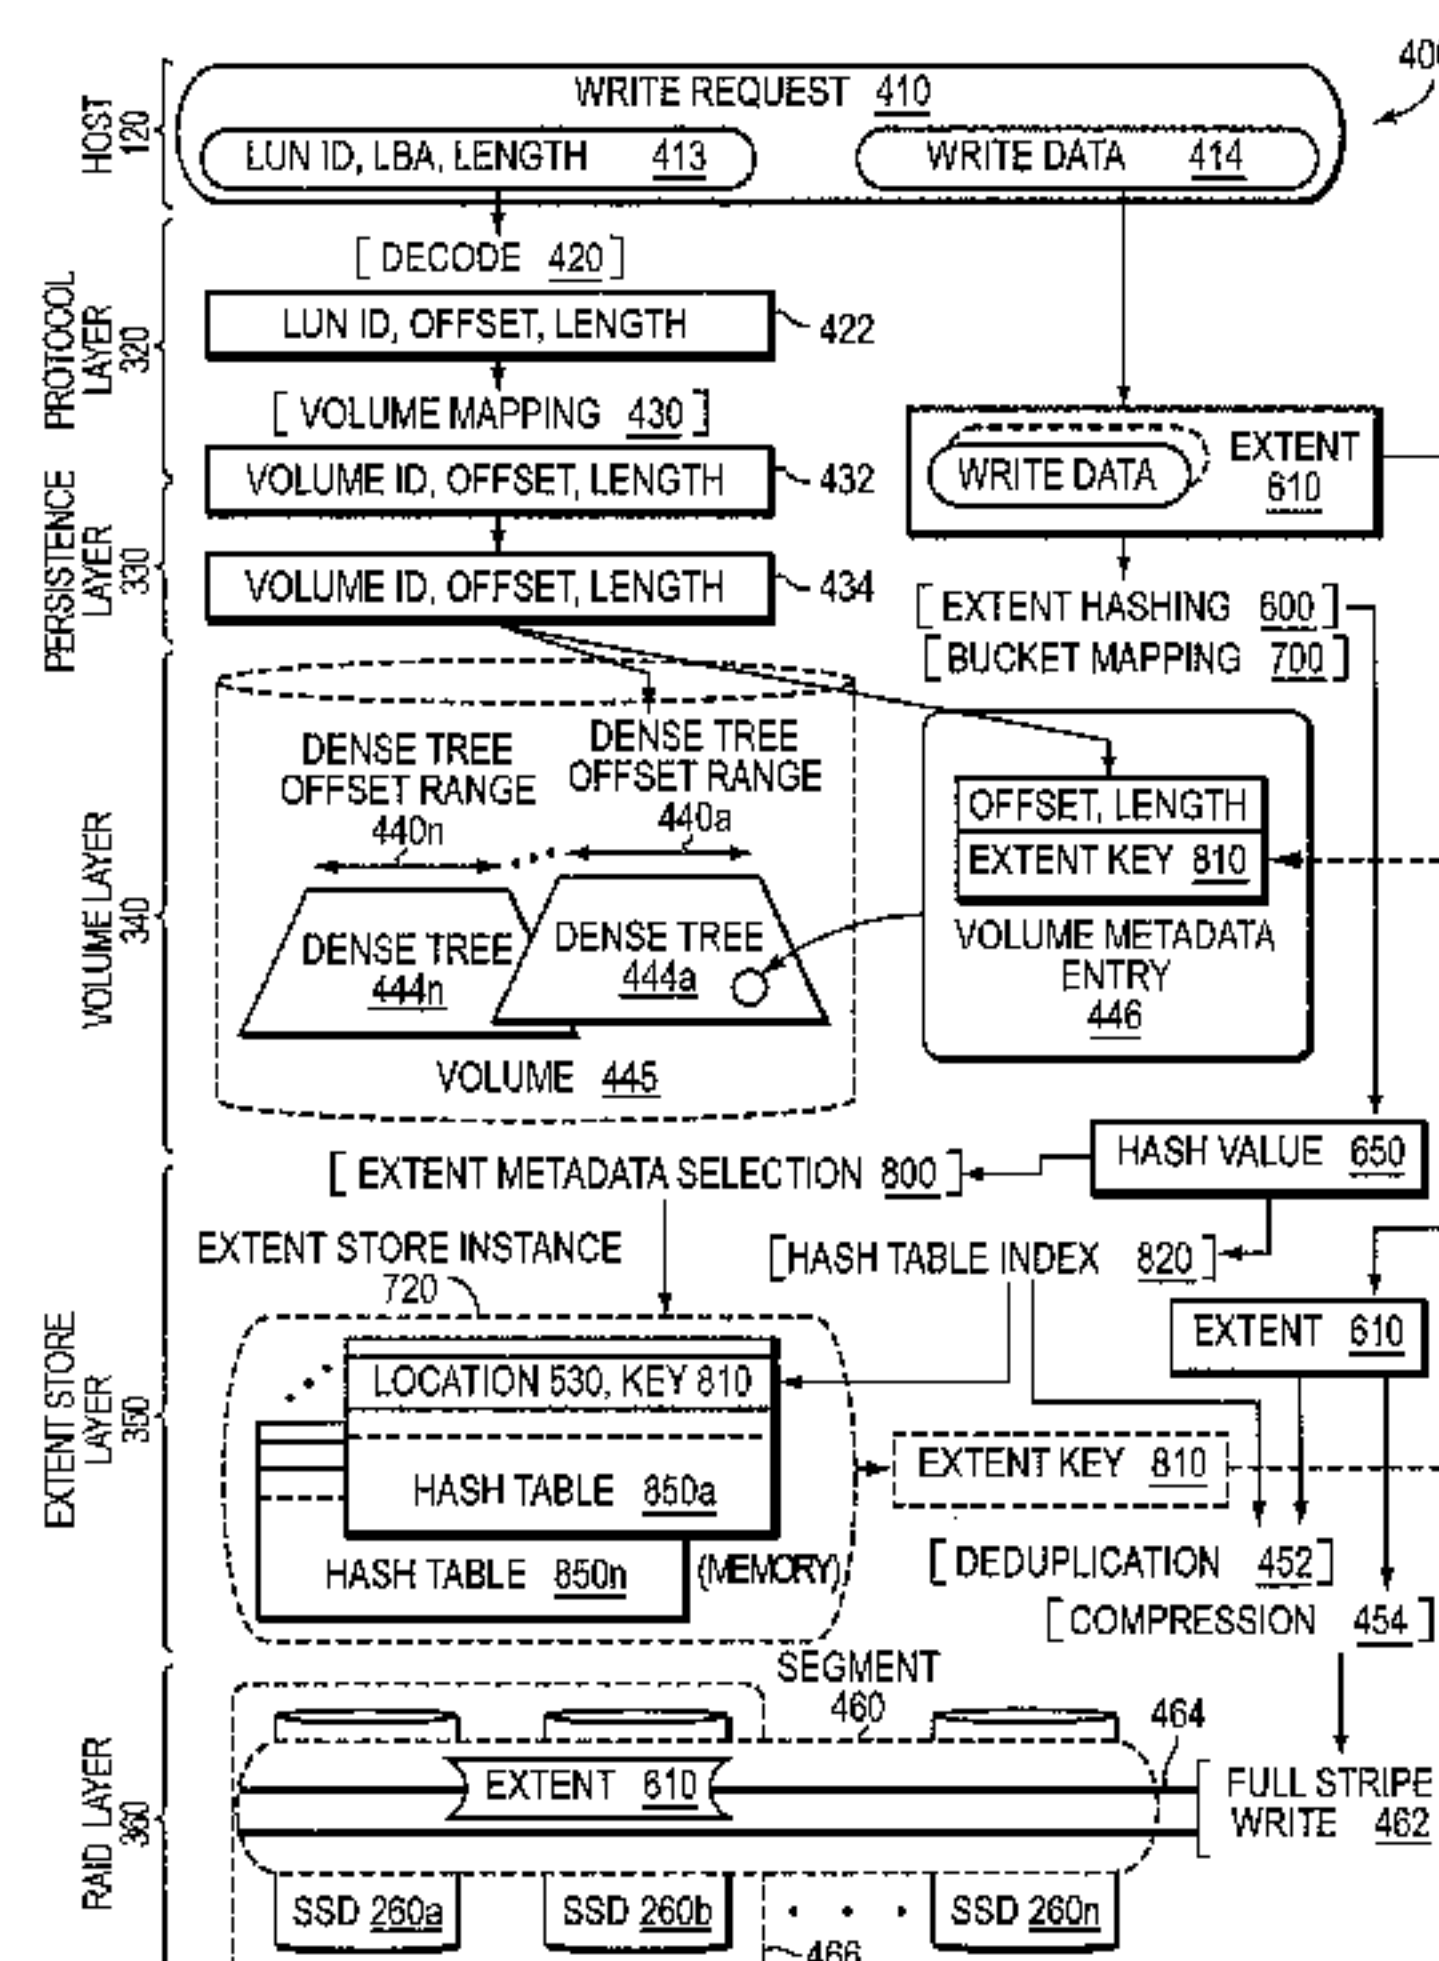 400
WRITE REQUEST 410
LUN ID, LBA, LENGTH 413
WRITE DATA 414
HOST
120
[DECODE 420]
LUN ID, OFFSET, LENGTH
422
[VOLUME MAPPING 430]
PROTOCOL
LAYER
320
VOLUME ID, OFFSET, LENGTH
432
WRITE DATA
EXTENT
610
VOLUME ID, OFFSET, LENGTH
434
PERSISTENCE
LAYER
330
[EXTENT HASHING 600]
[BUCKET MAPPING 700]
DENSE TREE
OFFSET RANGE
440n
DENSE TREE
OFFSET RANGE
440a
OFFSET, LENGTH
EXTENT KEY 810
VOLUME METADATA
ENTRY
446
DENSE TREE
444n
DENSE TREE
444a
VOLUME 445
VOLUME LAYER
340
HASH VALUE 650
[EXTENT METADATA SELECTION 800]
EXTENT STORE INSTANCE
720
[HASH TABLE INDEX 820]
EXTENT 610
LOCATION 530, KEY 810
HASH TABLE 850a
HASH TABLE 850n
(MEMORY)
EXTENT KEY 810
[DEDUPLICATION 452]
[COMPRESSION 454]
EXTENT STORE
LAYER
350
SEGMENT
460
464
EXTENT 610
FULL STRIPE
WRITE 462
SSD 260a
SSD 260b
SSD 260n
466
RAID LAYER
360